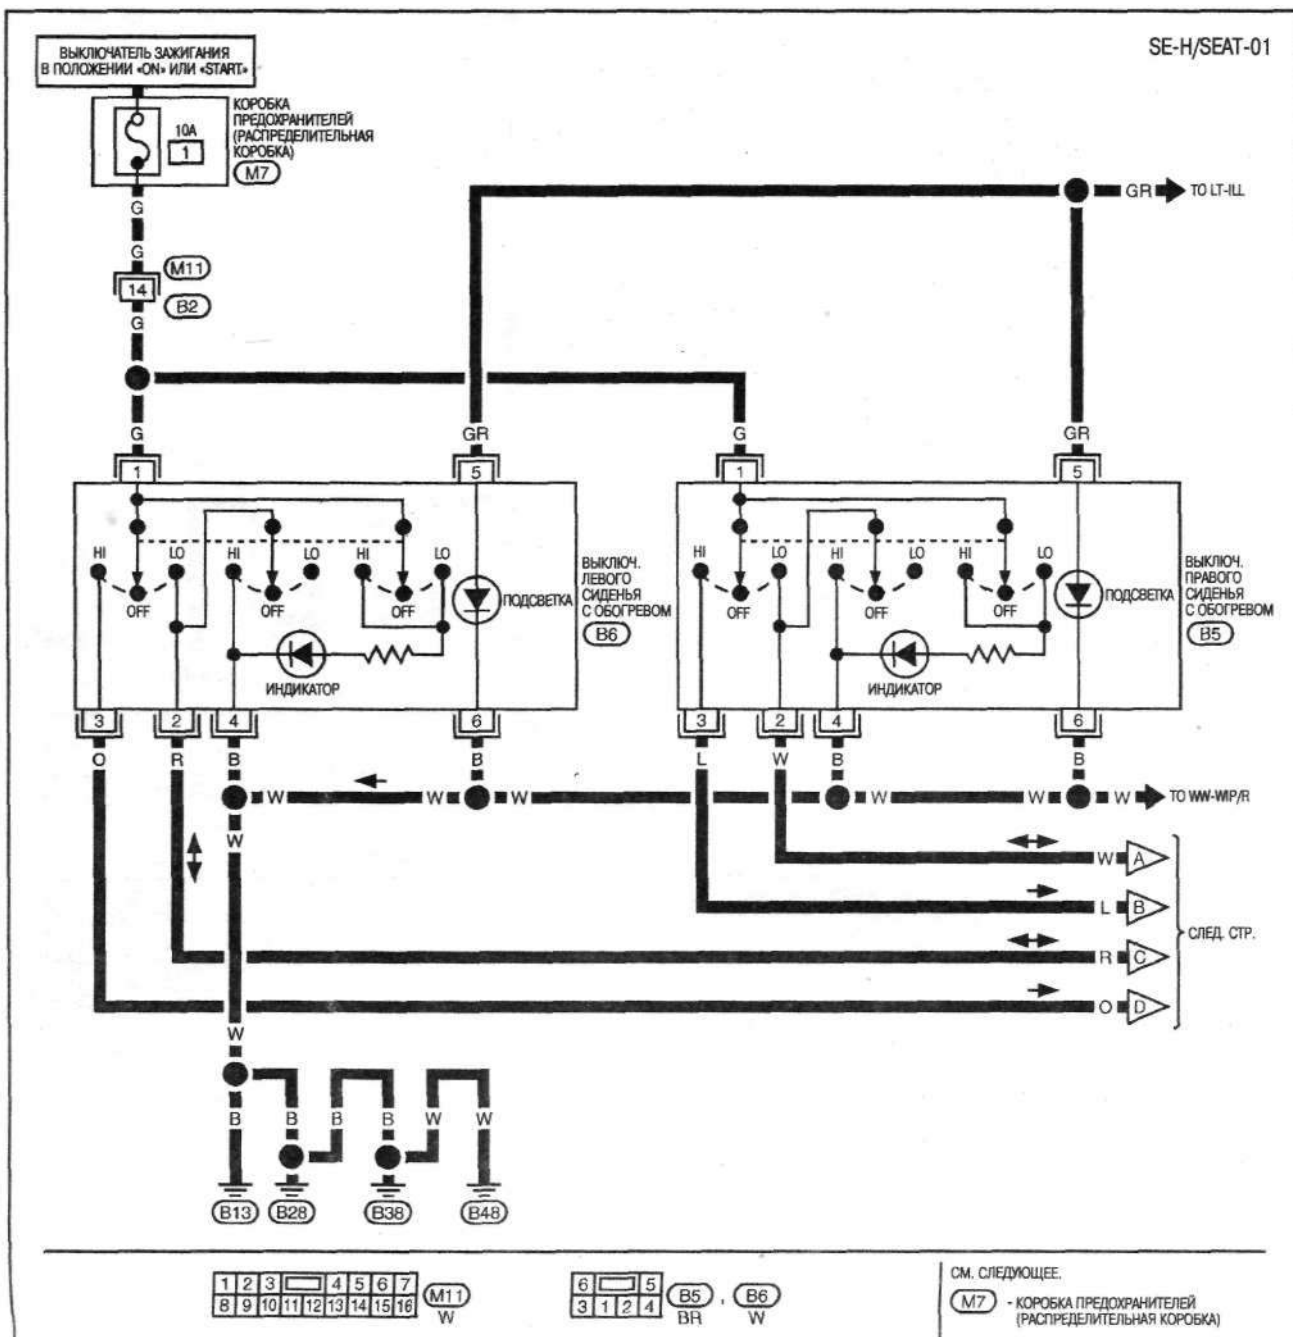 SE-H/SEAT-01
ВЫКЛЮЧАТЕЛЬ ЗАЖИГАНИЯ
В ПОЛОЖЕНИИ «ON» ИЛИ «START»
КОРОБКА
ПРЕДОХРАНИТЕЛЕЙ
(РАСПРЕДЕЛИТЕЛЬНАЯ
КОРОБКА)
10A
1
M7
G
GR TO LT-ILL
G
M11
14
B2
G
G GR G GR
1 5 1 5
HI LO HI LO HI LO
OFF OFF OFF
ПОДСВЕТКА
ИНДИКАТОР
ВЫКЛЮЧ.
ЛЕВОГО
СИДЕНЬЯ
С ОБОГРЕВОМ
B6
HI LO HI LO HI LO
OFF OFF OFF
ПОДСВЕТКА
ИНДИКАТОР
ВЫКЛЮЧ.
ПРАВОГО
СИДЕНЬЯ
С ОБОГРЕВОМ
B5
3 2 4 6 3 2 4 6
O R B B L W B B
W W W W W W TO WW-WIP/R
W
W A
L B
R C
O D
СЛЕД. СТР.
W
B B B B W W
B13 B28 B38 B48
1 2 3 4 5 6 7
8 9 10 11 12 13 14 15 16
M11
W
6 5
3 1 2 4
B5 , B6
BR W
СМ. СЛЕДУЮЩЕЕ.
M7 - КОРОБКА ПРЕДОХРАНИТЕЛЕЙ
(РАСПРЕДЕЛИТЕЛЬНАЯ КОРОБКА)